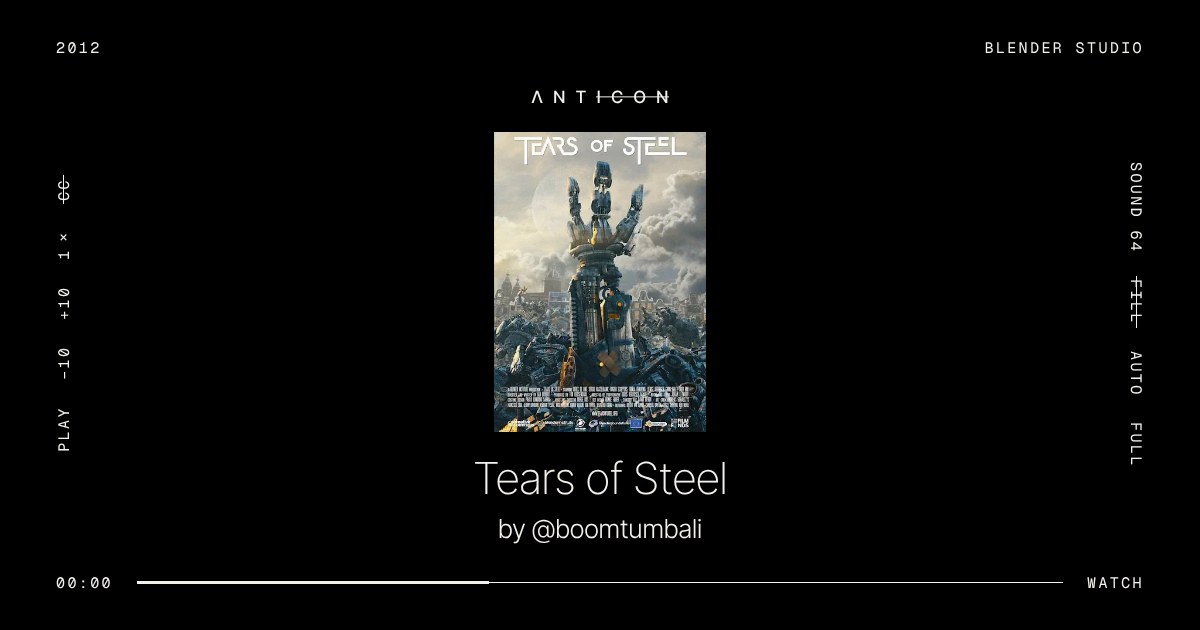 2012
BLENDER STUDIO
ΛNTICON
TEARS OF STEEL
CC
1×
+10
−10
PLAY
SOUND 64
FILL
AUTO
FULL
Tears of Steel
by @boomtumbali
00:00
WATCH